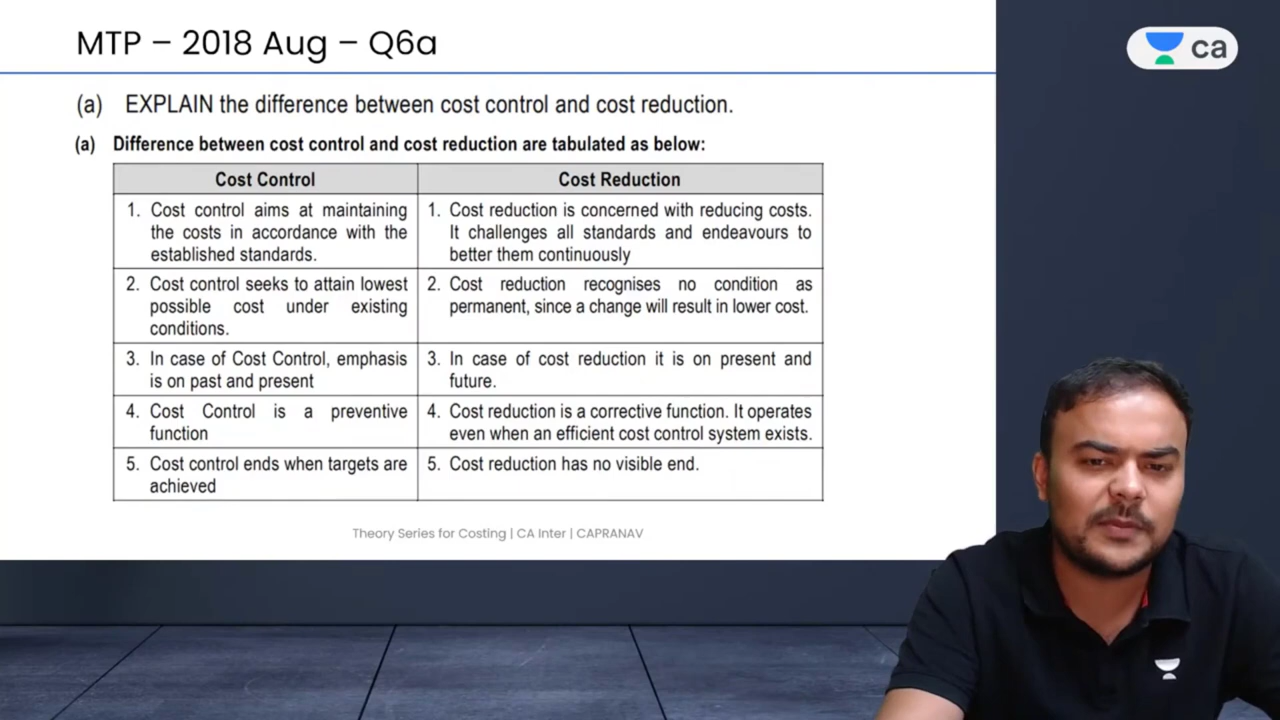 MTP – 2018 Aug – Q6a
ca
(a) EXPLAIN the difference between cost control and cost reduction.
(a) Difference between cost control and cost reduction are tabulated as below:
Cost Control
Cost Reduction
1. Cost control aims at maintaining
the costs in accordance with the
established standards.
1. Cost reduction is concerned with reducing costs.
It challenges all standards and endeavours to
better them continuously
2. Cost control seeks to attain lowest
possible cost under existing
conditions.
2. Cost reduction recognises no condition as
permanent, since a change will result in lower cost.
3. In case of Cost Control, emphasis
is on past and present
3. In case of cost reduction it is on present and
future.
4. Cost Control is a preventive
function
4. Cost reduction is a corrective function. It operates
even when an efficient cost control system exists.
5. Cost control ends when targets are
achieved
5. Cost reduction has no visible end.
Theory Series for Costing | CA Inter | CAPRANAV